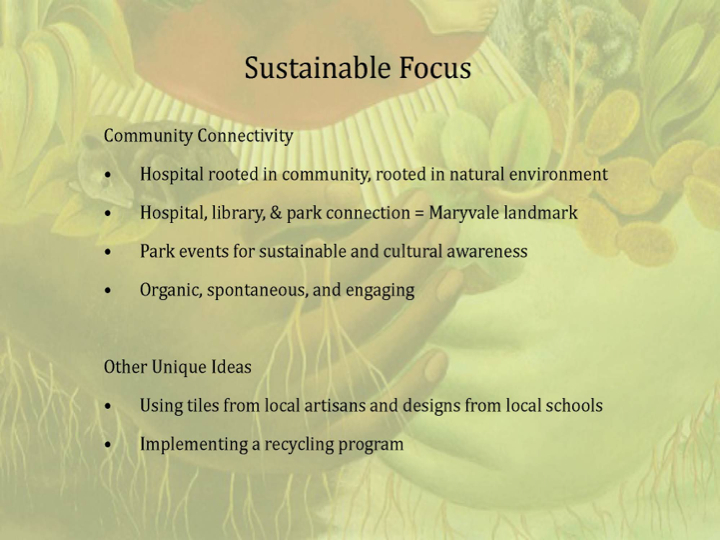 Sustainable Focus
Community Connectivity
• Hospital rooted in community, rooted in natural environment
• Hospital, library, & park connection = Maryvale landmark
• Park events for sustainable and cultural awareness
• Organic, spontaneous, and engaging
Other Unique Ideas
• Using tiles from local artisans and designs from local schools
• Implementing a recycling program